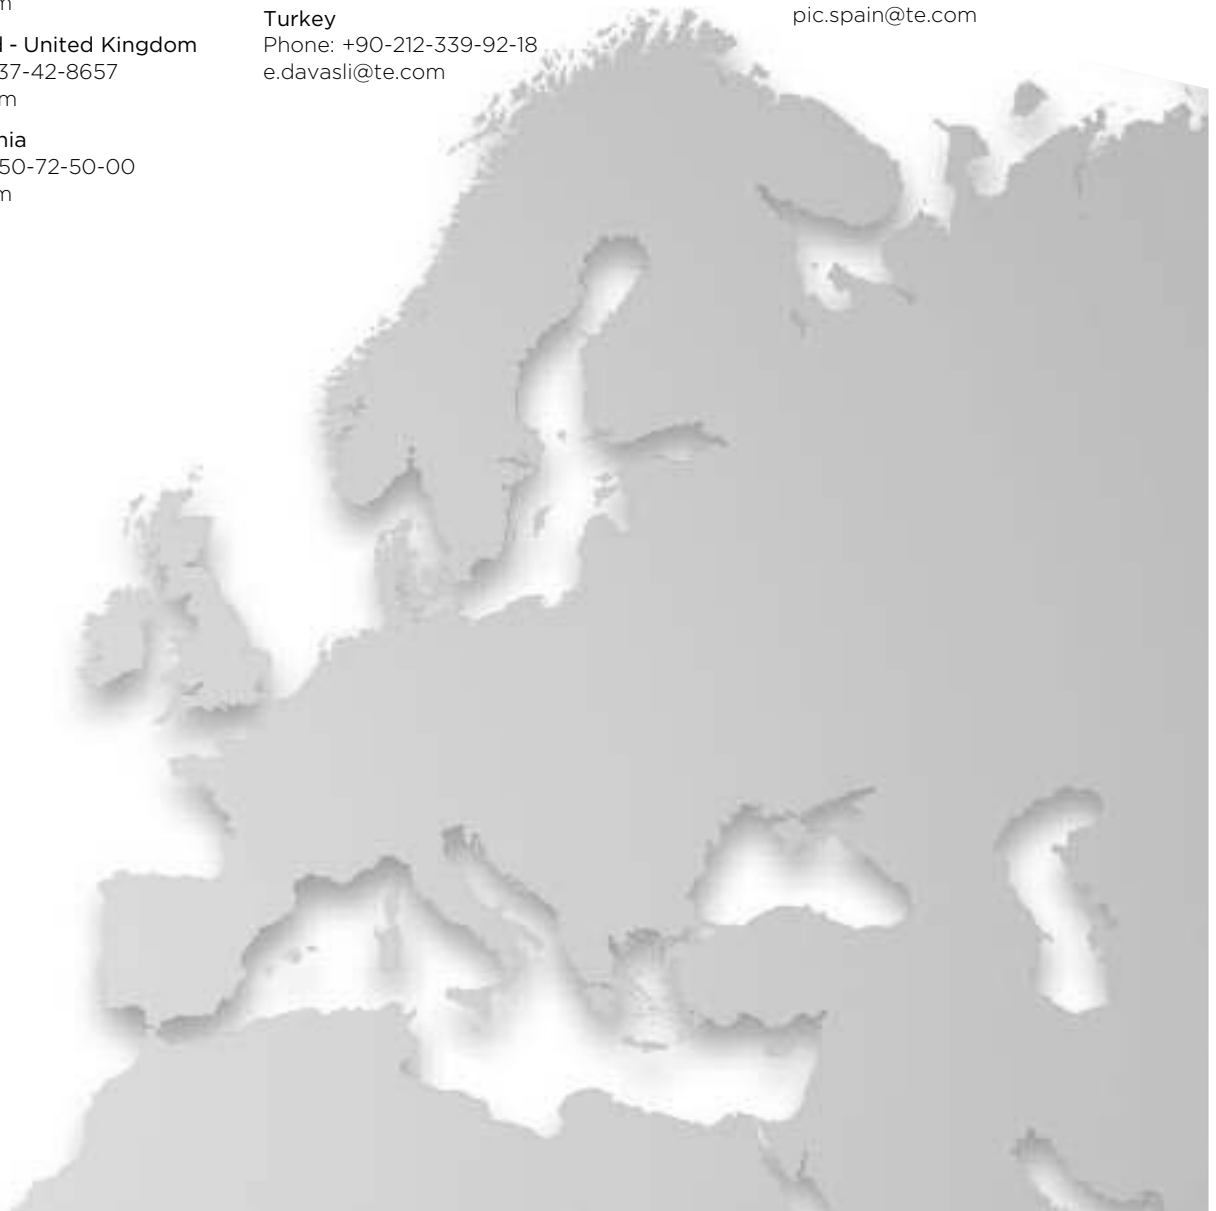 m
d - United Kingdom
37-42-8657
m
nia
50-72-50-00
m
Turkey
Phone: +90-212-339-92-18
e.davasli@te.com
pic.spain@te.com